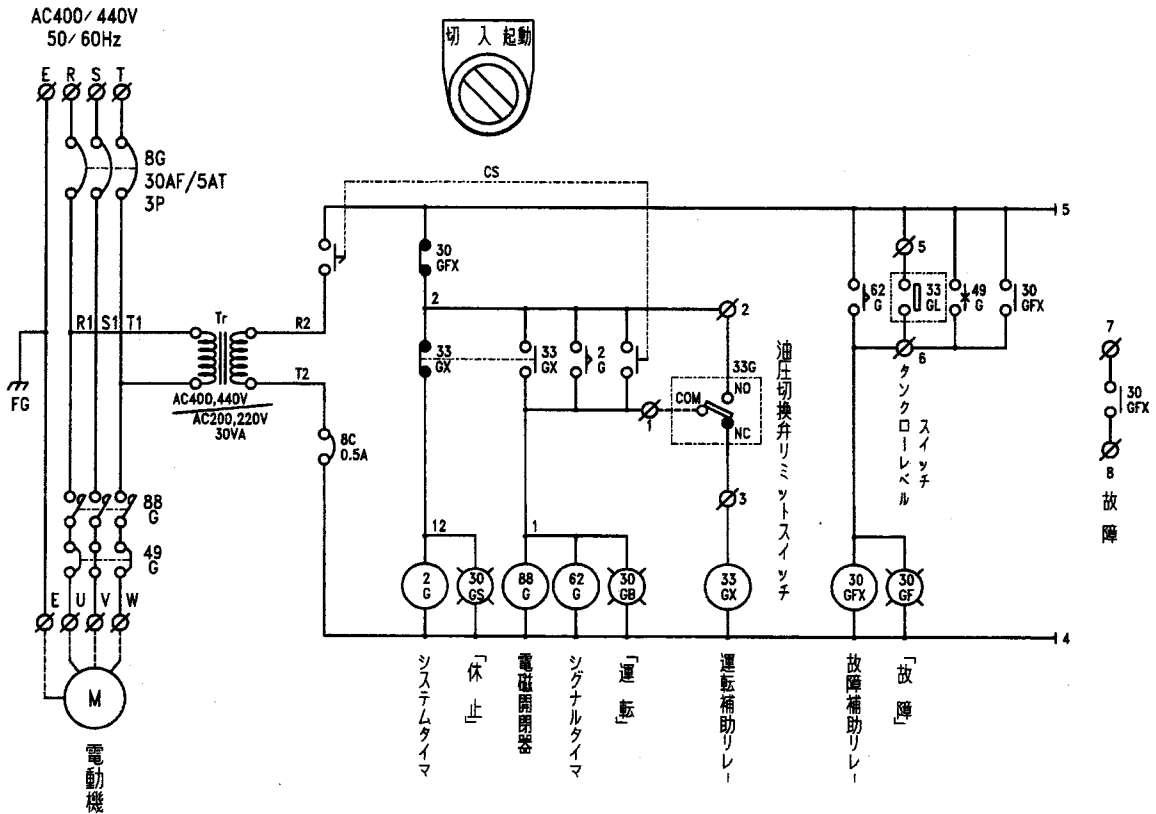 AC400/440V
50/60Hz
E R S T
切 入 起動
8G
30AF/5AT
3P
CS
5
30
GFX
2
62
G
5
33
GL
49
G
30
GFX
R1 S1 T1
Tr
R2
T2
AC400,440V
AC200,220V
30VA
FG
8C
0.5A
33
GX
33
GX
2
G
2
33G
NO
COM
NC
1
3
6
油圧切換弁リミットスイッチ
タンクローレベル
スイッチ
7
30
GFX
8
故障
88
G
49
G
E U V W
M
電動機
12
1
2
G
30
GS
88
G
62
G
30
GB
33
GX
30
GFX
30
GF
4
システムタイマ
「休止」
電磁開閉器
シグナルタイマ
「運転」
運転補助リレー
故障補助リレー
「故障」